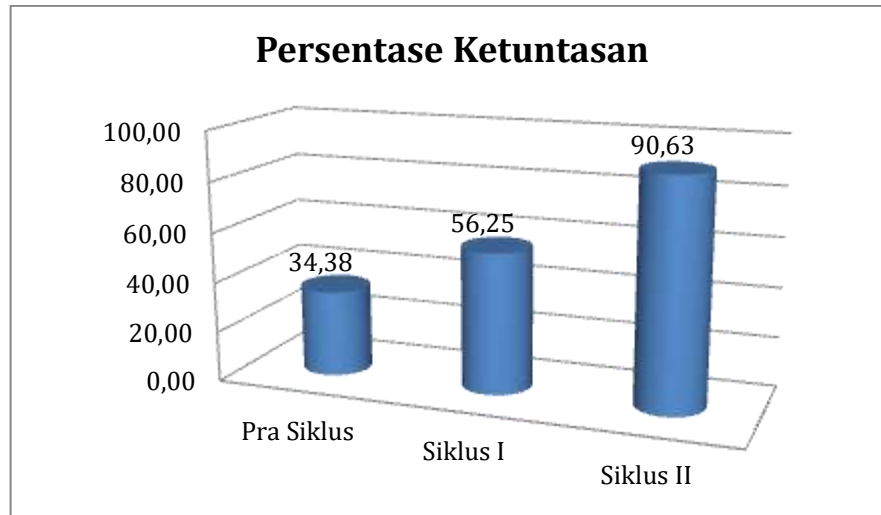 Persentase Ketuntasan
100,00
80,00
60,00
40,00
20,00
0,00
34,38
56,25
90,63
Pra Siklus
Siklus I
Siklus II